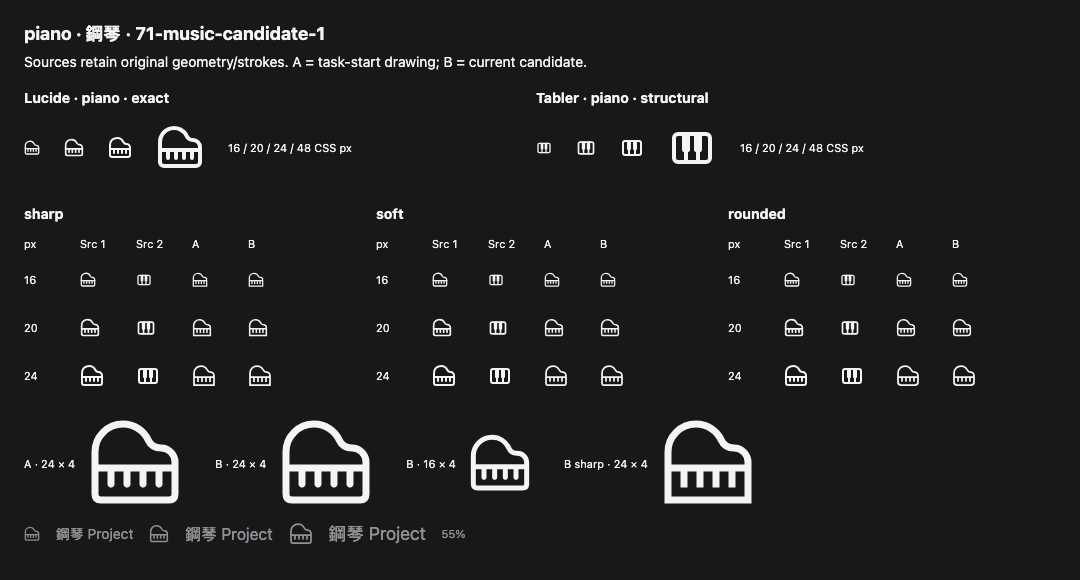 piano · 鋼琴 · 71-music-candidate-1
Sources retain original geometry/strokes. A = task-start drawing; B = current candidate.
Lucide · piano · exact
Tabler · piano · structural
16 / 20 / 24 / 48 CSS px
16 / 20 / 24 / 48 CSS px
sharp
soft
rounded
px Src 1 Src 2 A B
px Src 1 Src 2 A B
px Src 1 Src 2 A B
16
16
16
20
20
20
24
24
24
A · 24 × 4
B · 24 × 4
B · 16 × 4
B sharp · 24 × 4
鋼琴 Project
鋼琴 Project
鋼琴 Project
55%